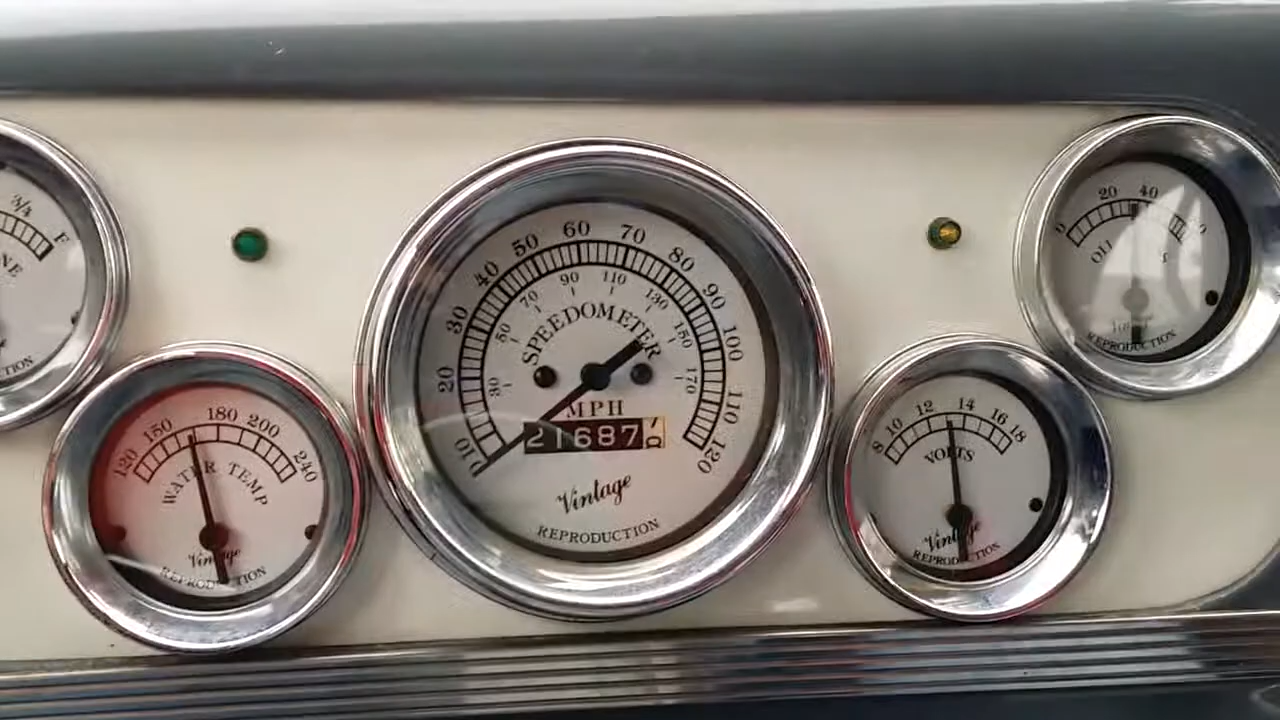 3/4 F
NE
TION
120 150 180 200 240
WATER TEMP
Vintage
REPRODUCTION
10 20 30 40 50 60 70 80 90 100 110 120
30 50 70 90 110 130 150 170
SPEEDOMETER
MPH
21687
Vintage
REPRODUCTION
8 10 12 14 16 18
VOLTS
Vintage
REPRODUCTION
0 20 40
OIL
REPRODUCTION